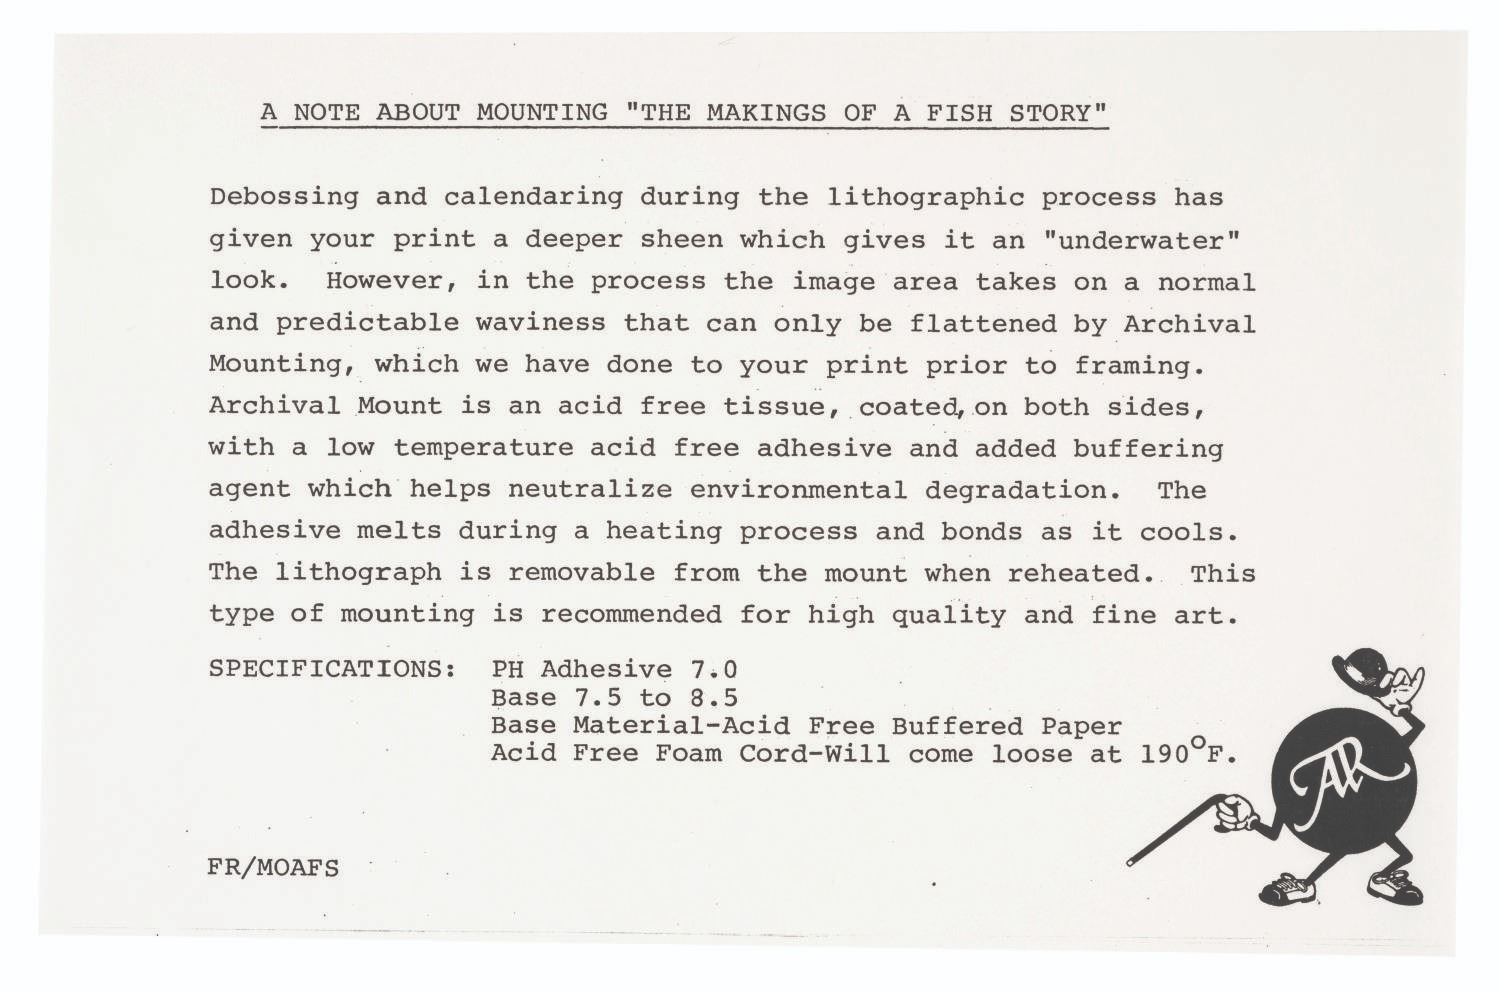 A NOTE ABOUT MOUNTING "THE MAKINGS OF A FISH STORY"
Debossing and calendaring during the lithographic process has
given your print a deeper sheen which gives it an "underwater"
look.  However, in the process the image area takes on a normal
and predictable waviness that can only be flattened by Archival
Mounting, which we have done to your print prior to framing.
Archival Mount is an acid free tissue, coated, on both sides,
with a low temperature acid free adhesive and added buffering
agent which helps neutralize environmental degradation.  The
adhesive melts during a heating process and bonds as it cools.
The lithograph is removable from the mount when reheated.  This
type of mounting is recommended for high quality and fine art.
SPECIFICATIONS:  PH Adhesive 7.0
Base 7.5 to 8.5
Base Material-Acid Free Buffered Paper
Acid Free Foam Cord-Will come loose at 190°F.
AR
FR/MOAFS